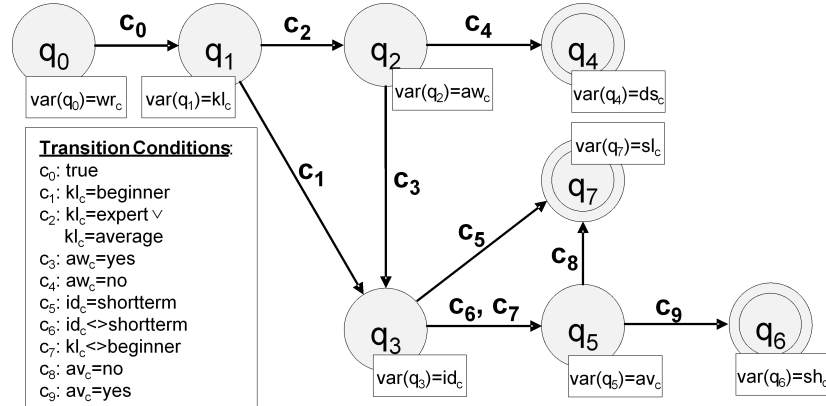 q0 c0 q1 c2 q2 c4 q4
var(q0)=wrc var(q1)=klc var(q2)=awc var(q4)=dsc
var(q7)=slc
q7
c1 c3 c5 c8
q3 c6, c7 q5 c9 q6
var(q3)=idc var(q5)=avc var(q6)=shc
Transition Conditions:
c0: true
c1: klc=beginner
c2: klc=expert ∨
klc=average
c3: awc=yes
c4: awc=no
c5: idc=shortterm
c6: idc<>shortterm
c7: klc<>beginner
c8: avc=no
c9: avc=yes